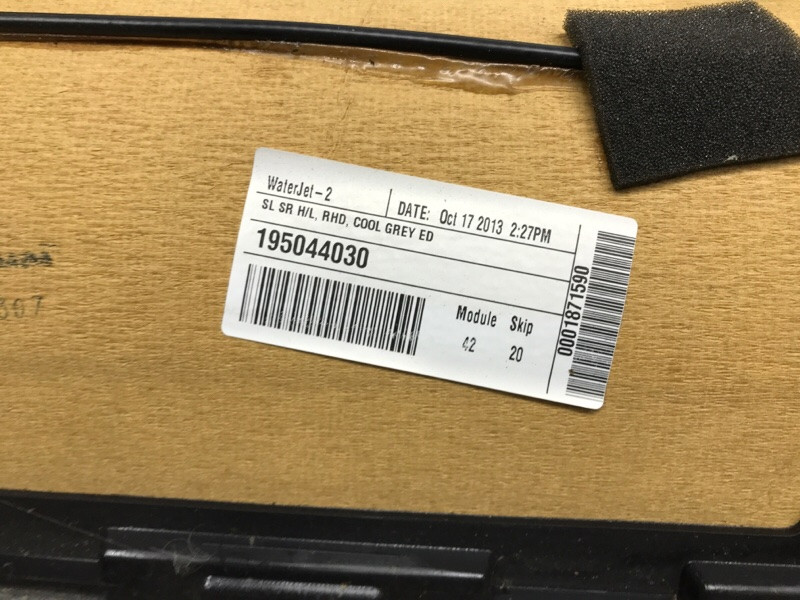 WaterJet-2
DATE: Oct 17 2013 2:27PM
SL SR H/L, RHD, COOL GREY ED
195044030
Module Skip
42 20
0001871590
307